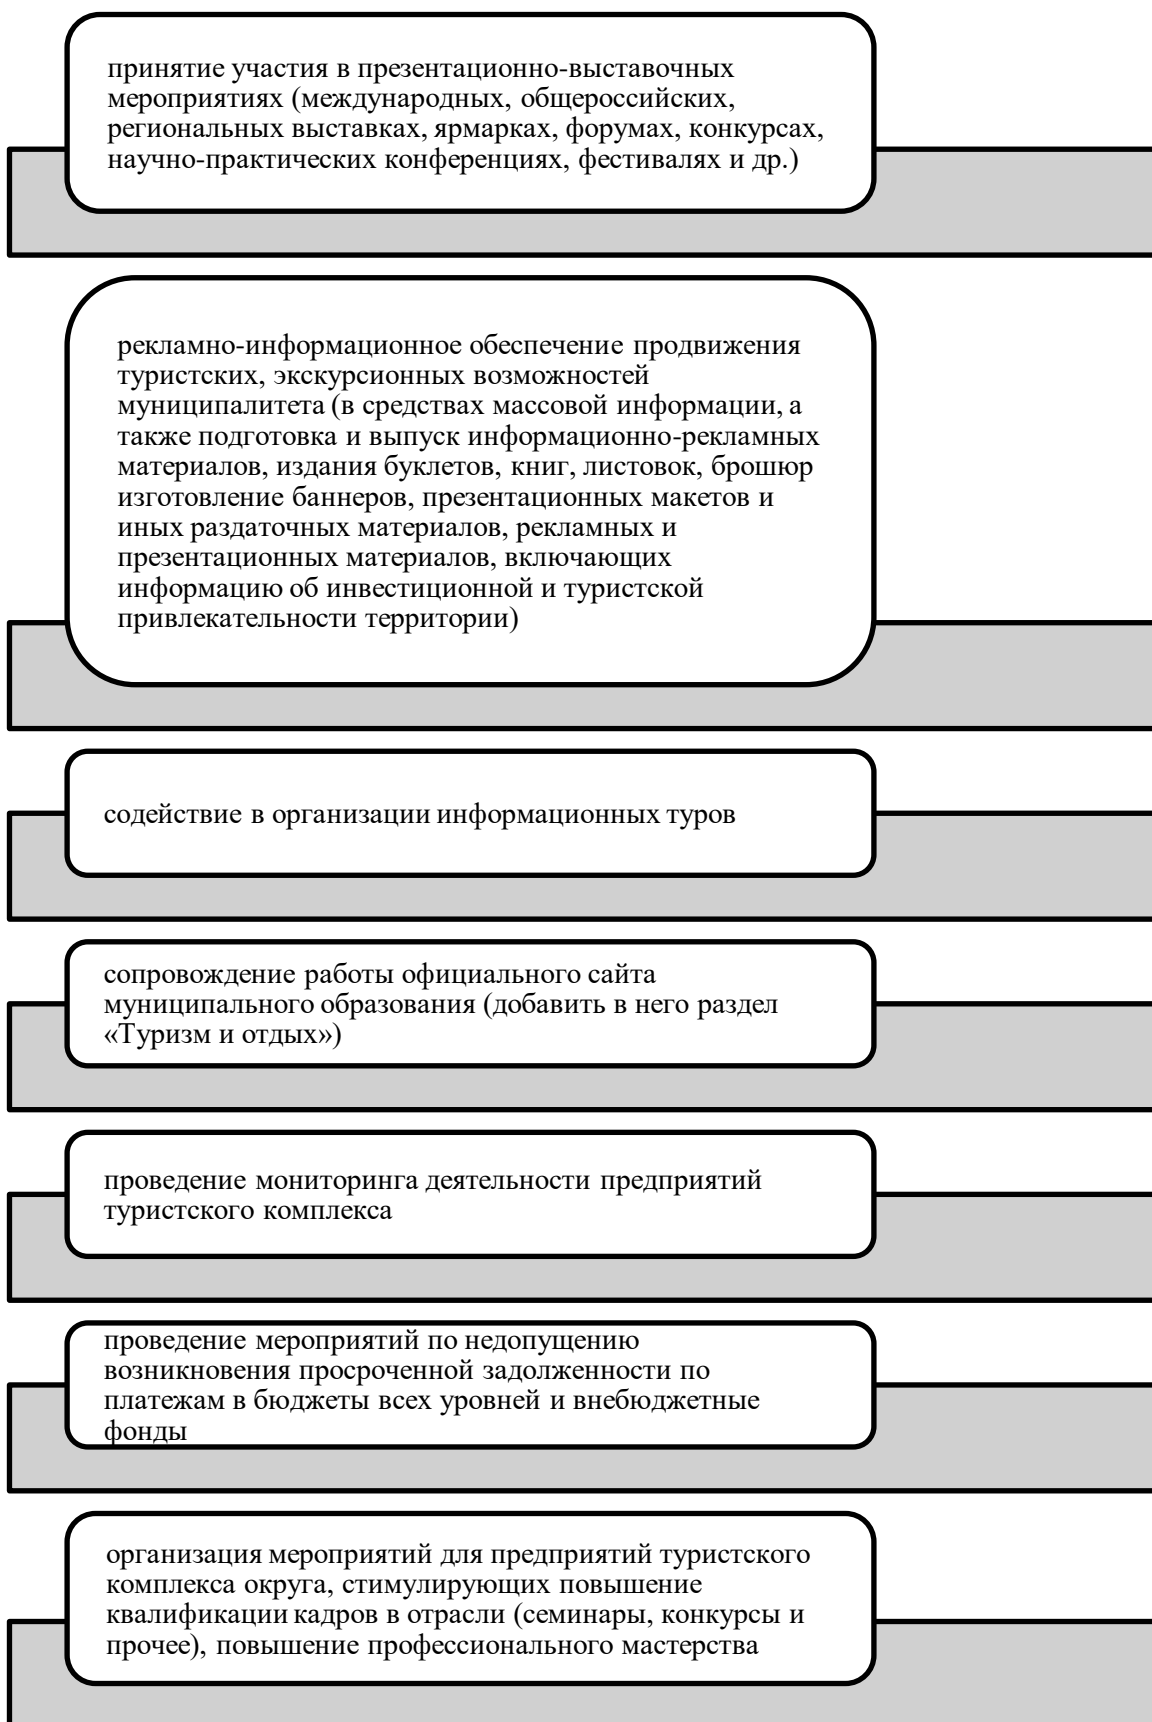 принятие участия в презентационно-выставочных
мероприятиях (международных, общероссийских,
региональных выставках, ярмарках, форумах, конкурсах,
научно-практических конференциях, фестивалях и др.)
рекламно-информационное обеспечение продвижения
туристских, экскурсионных возможностей
муниципалитета (в средствах массовой информации, а
также подготовка и выпуск информационно-рекламных
материалов, издания буклетов, книг, листовок, брошюр
изготовление баннеров, презентационных макетов и
иных раздаточных материалов, рекламных и
презентационных материалов, включающих
информацию об инвестиционной и туристской
привлекательности территории)
содействие в организации информационных туров
сопровождение работы официального сайта
муниципального образования (добавить в него раздел
«Туризм и отдых»)
проведение мониторинга деятельности предприятий
туристского комплекса
проведение мероприятий по недопущению
возникновения просроченной задолженности по
платежам в бюджеты всех уровней и внебюджетные
фонды
организация мероприятий для предприятий туристского
комплекса округа, стимулирующих повышение
квалификации кадров в отрасли (семинары, конкурсы и
прочее), повышение профессионального мастерства